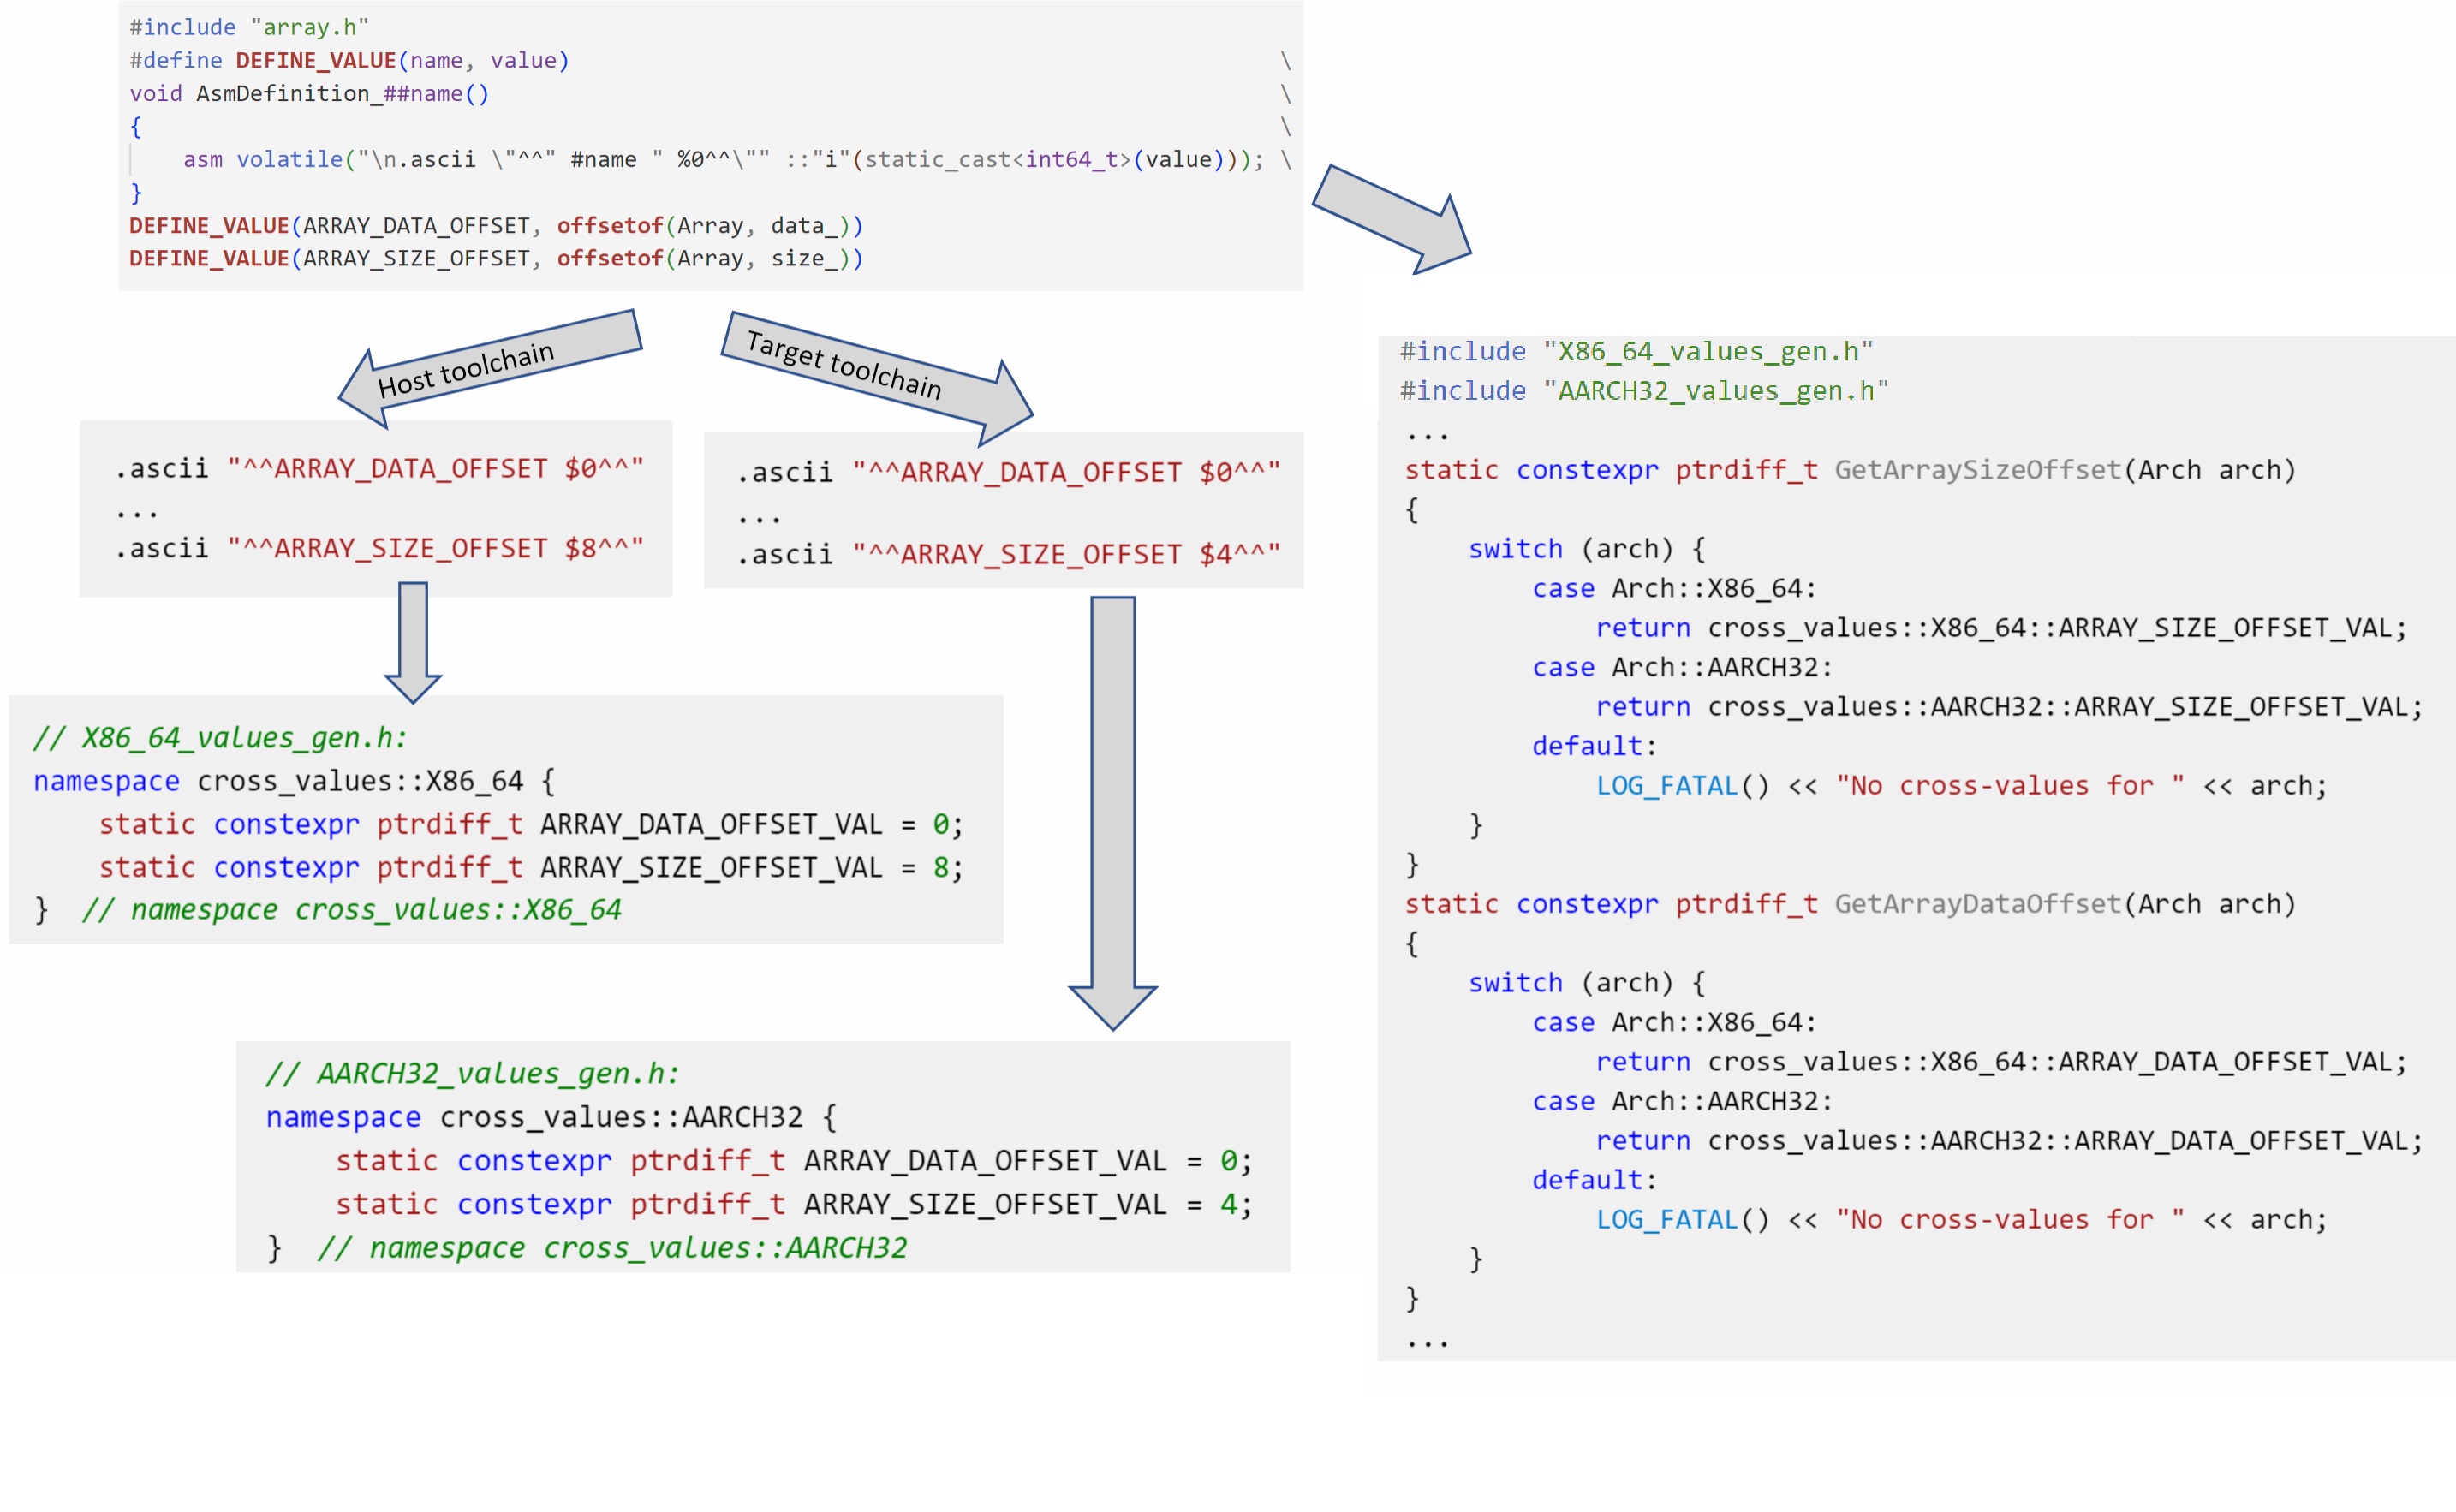 #include "array.h"
#define DEFINE_VALUE(name, value) \
void AsmDefinition_##name() \
{ \
    asm volatile("\n.ascii \"^^" #name " %0^^\"" ::"i"(static_cast<int64_t>(value))); \
}
DEFINE_VALUE(ARRAY_DATA_OFFSET, offsetof(Array, data_))
DEFINE_VALUE(ARRAY_SIZE_OFFSET, offsetof(Array, size_))
Host toolchain
Target toolchain
.ascii "^^ARRAY_DATA_OFFSET $0^^"
...
.ascii "^^ARRAY_SIZE_OFFSET $8^^"
.ascii "^^ARRAY_DATA_OFFSET $0^^"
...
.ascii "^^ARRAY_SIZE_OFFSET $4^^"
// X86_64_values_gen.h:
namespace cross_values::X86_64 {
    static constexpr ptrdiff_t ARRAY_DATA_OFFSET_VAL = 0;
    static constexpr ptrdiff_t ARRAY_SIZE_OFFSET_VAL = 8;
}  // namespace cross_values::X86_64
// AARCH32_values_gen.h:
namespace cross_values::AARCH32 {
    static constexpr ptrdiff_t ARRAY_DATA_OFFSET_VAL = 0;
    static constexpr ptrdiff_t ARRAY_SIZE_OFFSET_VAL = 4;
}  // namespace cross_values::AARCH32
#include "X86_64_values_gen.h"
#include "AARCH32_values_gen.h"
...
static constexpr ptrdiff_t GetArraySizeOffset(Arch arch)
{
    switch (arch) {
        case Arch::X86_64:
            return cross_values::X86_64::ARRAY_SIZE_OFFSET_VAL;
        case Arch::AARCH32:
            return cross_values::AARCH32::ARRAY_SIZE_OFFSET_VAL;
        default:
            LOG_FATAL() << "No cross-values for " << arch;
    }
}
static constexpr ptrdiff_t GetArrayDataOffset(Arch arch)
{
    switch (arch) {
        case Arch::X86_64:
            return cross_values::X86_64::ARRAY_DATA_OFFSET_VAL;
        case Arch::AARCH32:
            return cross_values::AARCH32::ARRAY_DATA_OFFSET_VAL;
        default:
            LOG_FATAL() << "No cross-values for " << arch;
    }
}
...